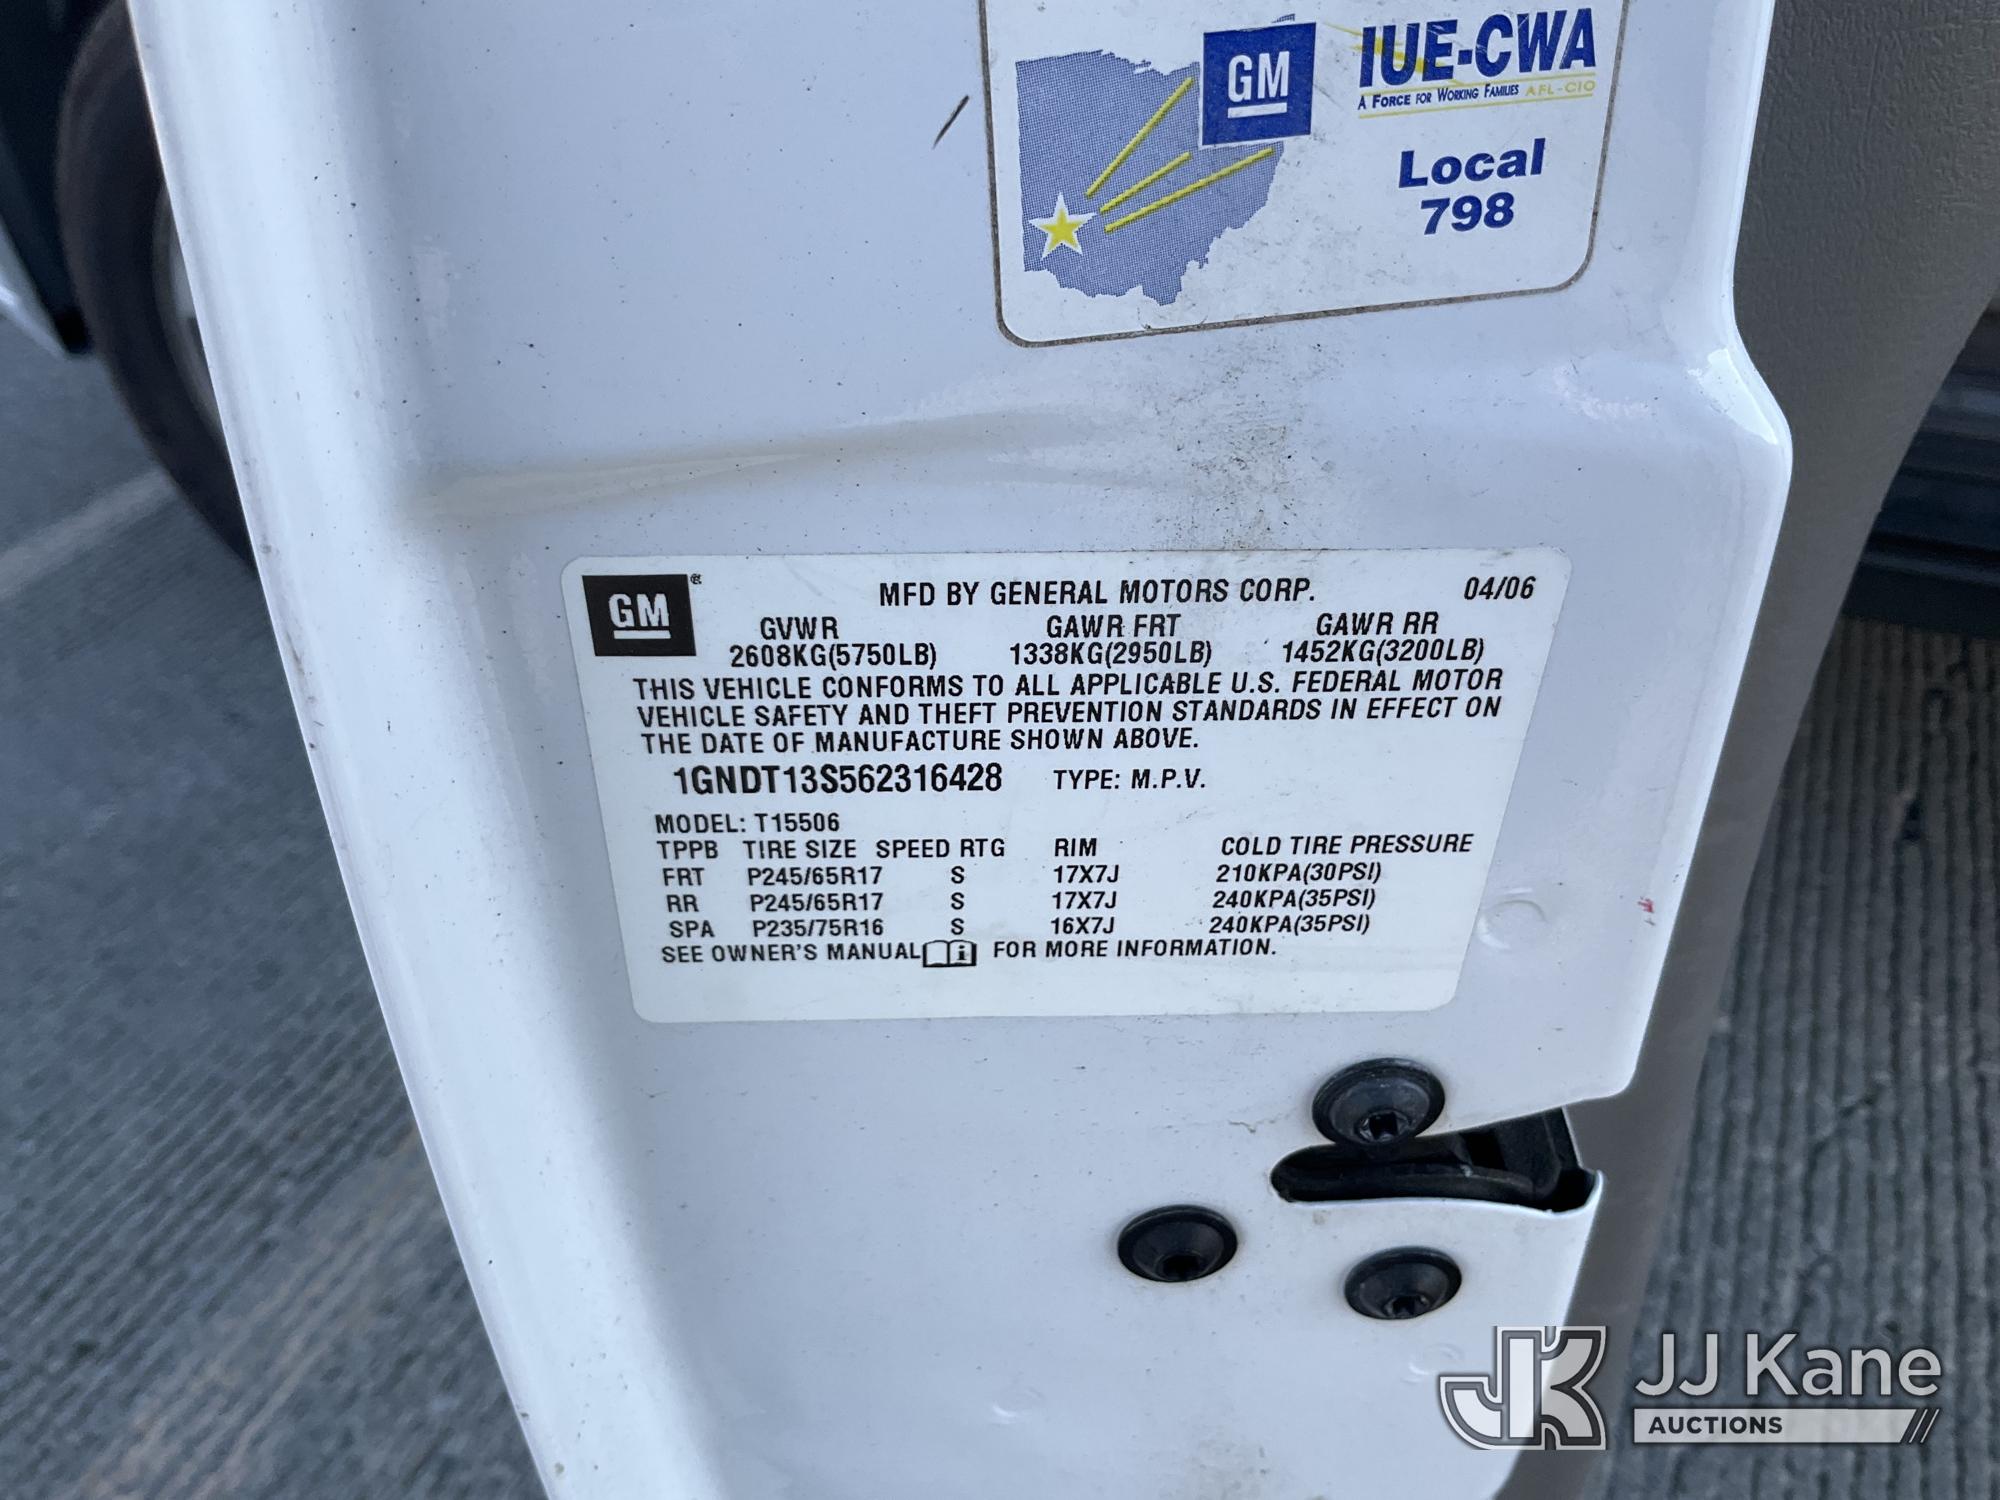 GM
IUE-CWA
A FORCE FOR WORKING FAMILIES AFL-CIO
Local
798
GM®
MFD BY GENERAL MOTORS CORP. 04/06
GVWR GAWR FRT GAWR RR
2608KG(5750LB) 1338KG(2950LB) 1452KG(3200LB)
THIS VEHICLE CONFORMS TO ALL APPLICABLE U.S. FEDERAL MOTOR
VEHICLE SAFETY AND THEFT PREVENTION STANDARDS IN EFFECT ON
THE DATE OF MANUFACTURE SHOWN ABOVE.
1GNDT13S562316428 TYPE: M.P.V.
MODEL: T15506
TPPB TIRE SIZE SPEED RTG RIM COLD TIRE PRESSURE
FRT P245/65R17 S 17X7J 210KPA(30PSI)
RR P245/65R17 S 17X7J 240KPA(35PSI)
SPA P235/75R16 S 16X7J 240KPA(35PSI)
SEE OWNER'S MANUAL FOR MORE INFORMATION.
JK JJ Kane
AUCTIONS